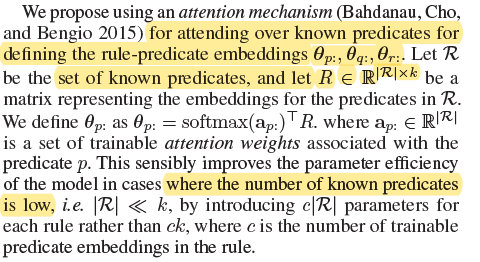 We propose using an attention mechanism (Bahdanau, Cho,
and Bengio 2015) for attending over known predicates for
defining the rule-predicate embeddings θp:, θq:, θr:. Let ℛ
be the set of known predicates, and let R ∈ ℝ^|ℛ|×k be a
matrix representing the embeddings for the predicates in ℛ.
We define θp: as θp: = softmax(ap:)⊤R. where ap: ∈ ℝ^|ℛ|
is a set of trainable attention weights associated with the
predicate p. This sensibly improves the parameter efficiency
of the model in cases where the number of known predicates
is low, i.e. |ℛ| ≪ k, by introducing c|ℛ| parameters for
each rule rather than ck, where c is the number of trainable
predicate embeddings in the rule.